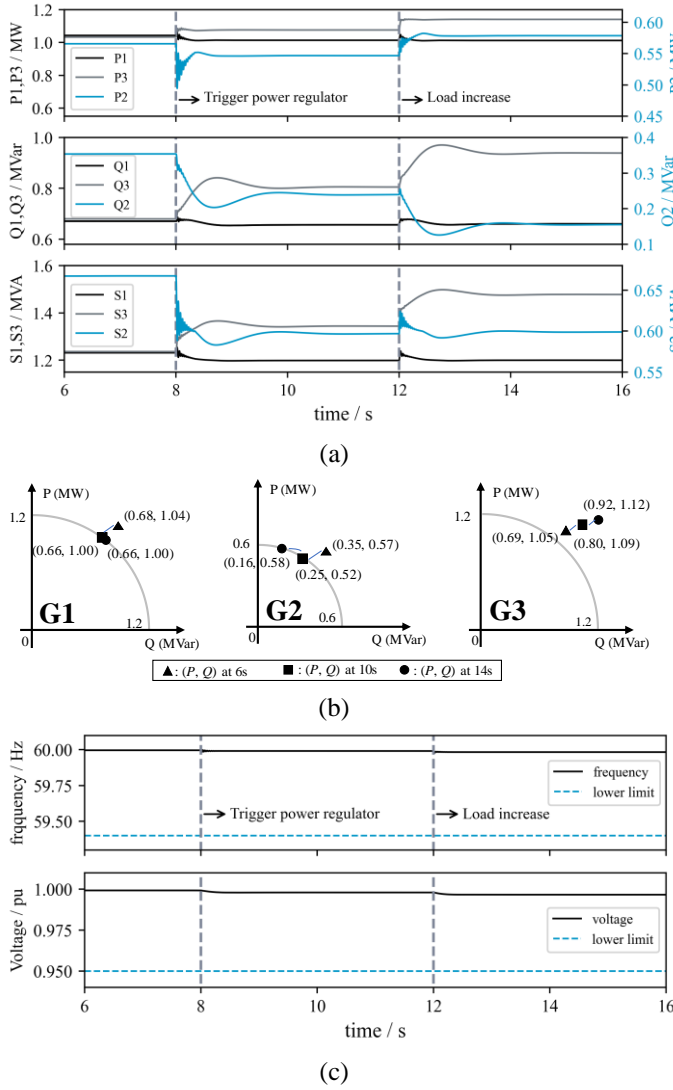 1.2
1.0
0.8
0.6
P1,P3 / MW
P1
P3
P2
Trigger power regulator
Load increase
0.60
0.55
0.50
0.45
P2 / MW
1.0
0.8
0.6
Q1,Q3 / MVar
Q1
Q3
Q2
0.4
0.3
0.2
0.1
Q2 / MVar
1.6
1.4
1.2
S1,S3 / MVA
S1
S3
S2
0.65
0.60
0.55
S2 / MVA
6 8 10 12 14 16
time / s
(a)
P (MW)
1.2
(0.68, 1.04)
(0.66, 1.00)
(0.66, 1.00)
G1
1.2
0
Q (MVar)
P (MW)
0.6
(0.35, 0.57)
(0.16, 0.58)
(0.25, 0.52)
G2
0.6
0
Q (MVar)
P (MW)
1.2
(0.92, 1.12)
(0.69, 1.05)
(0.80, 1.09)
G3
1.2
0
Q (MVar)
: (P, Q) at 6s : (P, Q) at 10s : (P, Q) at 14s
(b)
60.00
59.75
59.50
frqquency / Hz
Trigger power regulator
Load increase
frequency
lower limit
1.000
0.975
0.950
Voltage / pu
voltage
lower limit
6 8 10 12 14 16
time / s
(c)